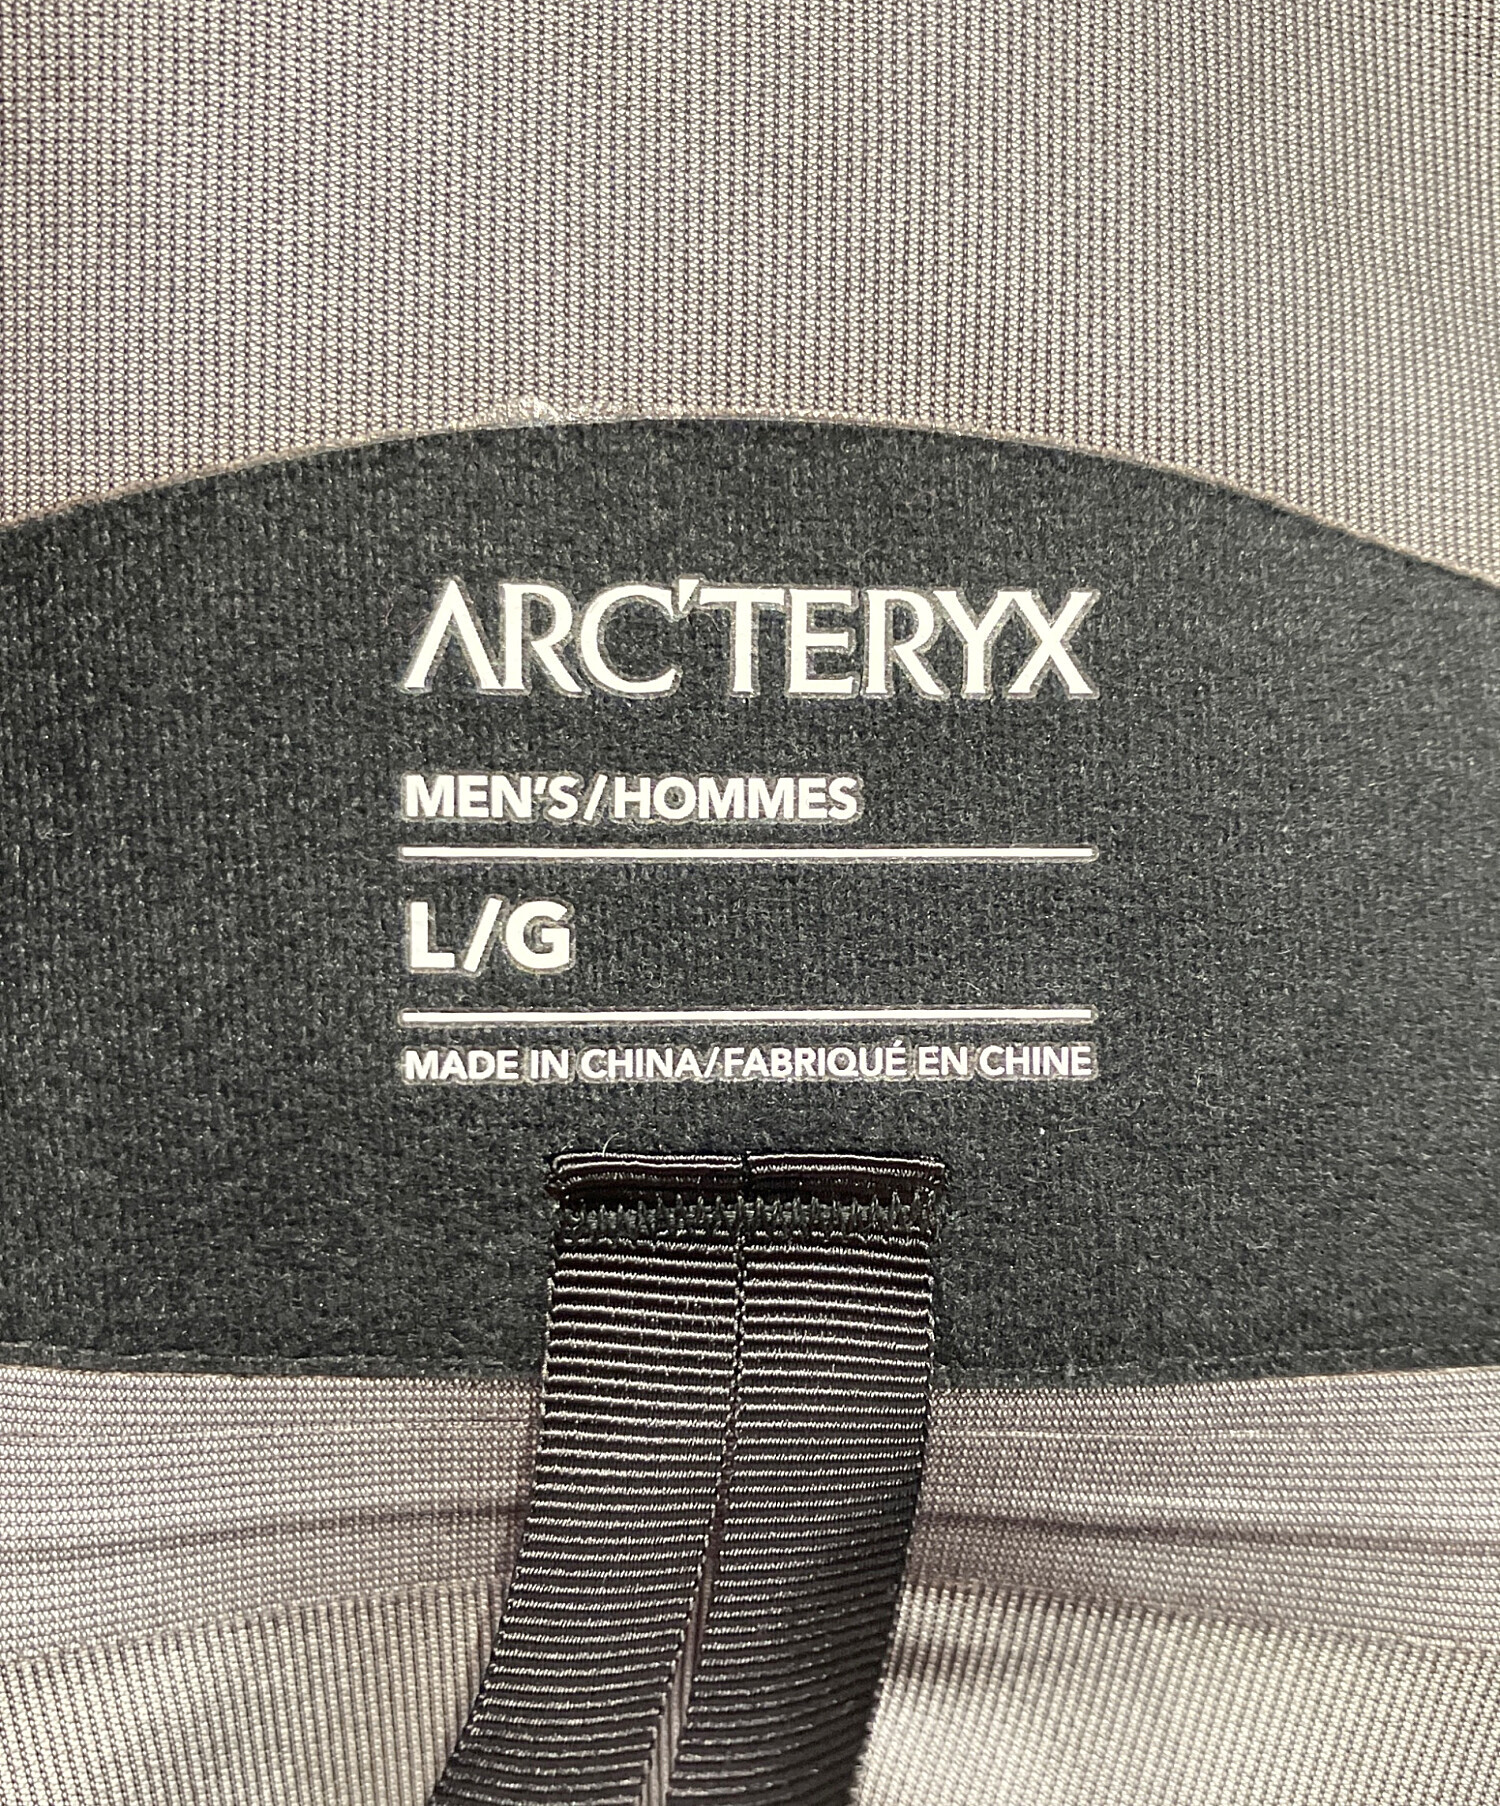 ARC'TERYX
MEN'S/HOMMES
L/G
MADE IN CHINA/FABRIQUÉ EN CHINE